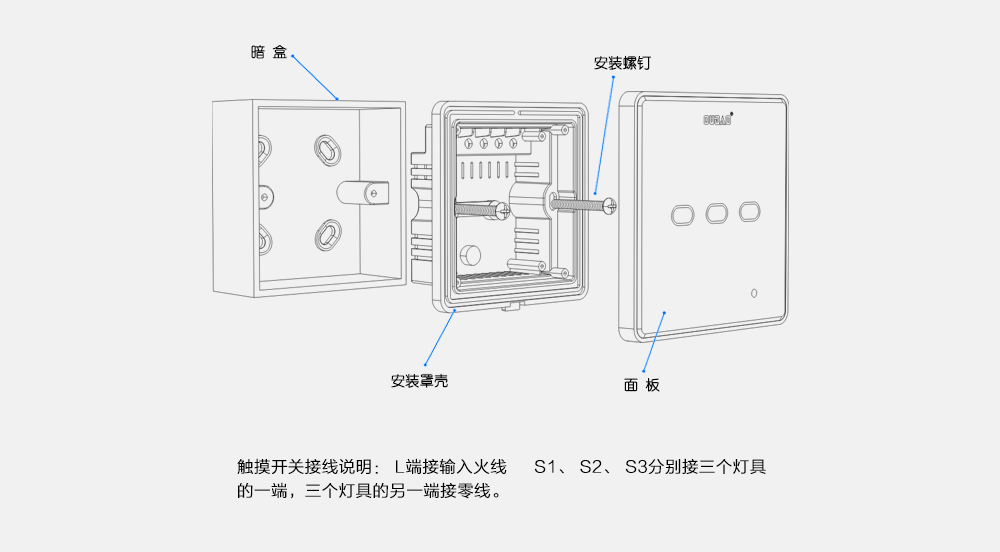 暗 盒
安装螺钉
OUBAO
安装罩壳
面 板
触摸开关接线说明： L端接输入火线 S1、 S2、 S3分别接三个灯具
的一端，三个灯具的另一端接零线。